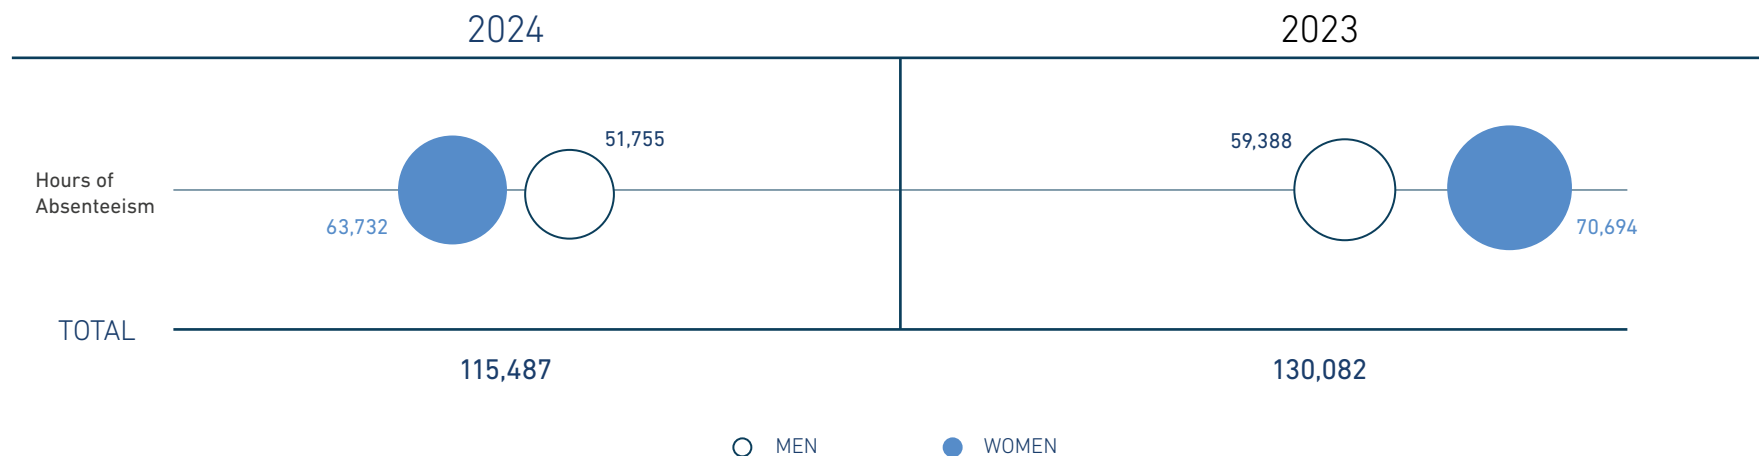 2024
2023
51,755
59,388
Hours of
Absenteeism
63,732
70,694
TOTAL
115,487
130,082
MEN
WOMEN